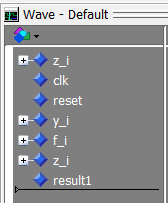 Wave - Default
z_i
clk
reset
y_i
f_i
z_i
result1